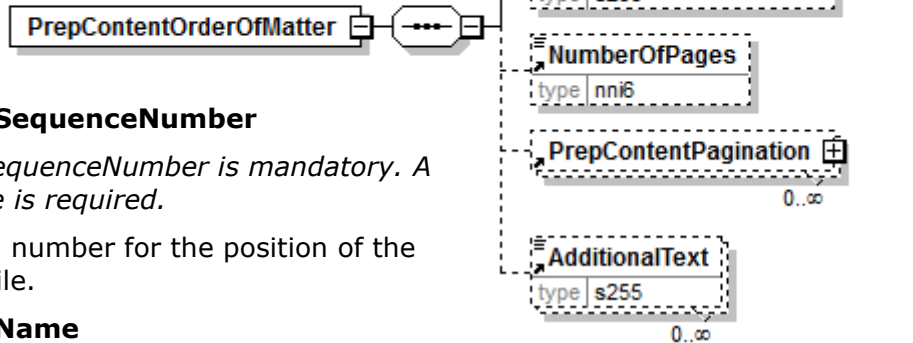 PrepContentOrderOfMatter
NumberOfPages
type nni6
PrepContentPagination
0..∞
AdditionalText
type s255
0..∞
SequenceNumber
equenceNumber is mandatory. A
is required.
number for the position of the
ile.
Name